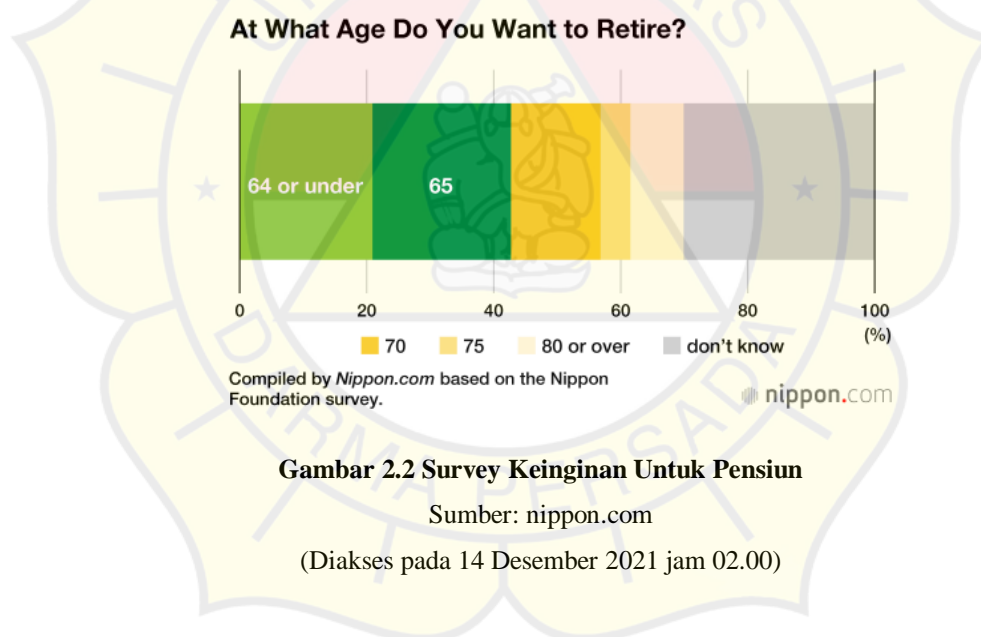 At What Age Do You Want to Retire?
64 or under 65
0 20 40 60 80 100
(%)
70 75 80 or over don't know
Compiled by Nippon.com based on the Nippon
Foundation survey.
nippon.com
DARMA PERSADA
Gambar 2.2 Survey Keinginan Untuk Pensiun
Sumber: nippon.com
(Diakses pada 14 Desember 2021 jam 02.00)